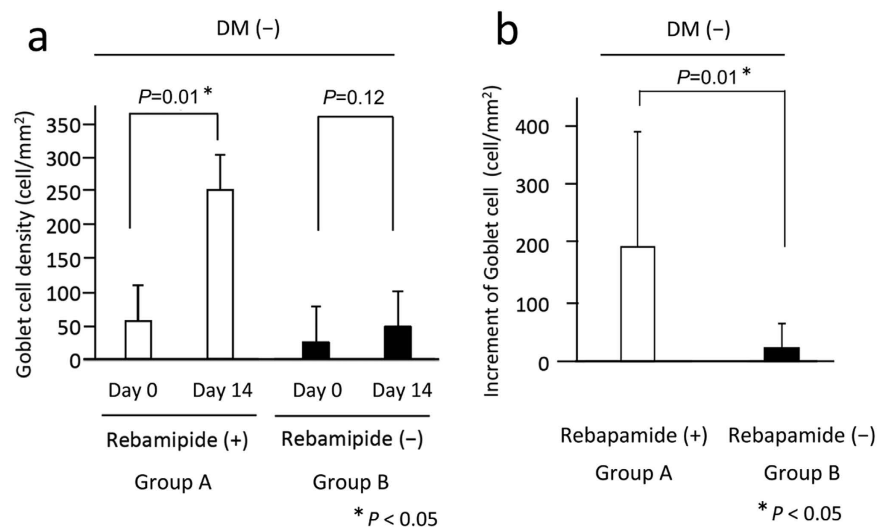 a
DM (−)
P=0.01 *
P=0.12
Goblet cell density (cell/mm²)
350
300
250
200
150
100
50
0
Day 0 Day 14 Day 0 Day 14
Rebamipide (+) Rebamipide (−)
Group A Group B
* P < 0.05
b
DM (−)
P=0.01 *
Increment of Goblet cell (cell/mm²)
400
200
100
0
Rebapamide (+) Rebapamide (−)
Group A Group B
* P < 0.05